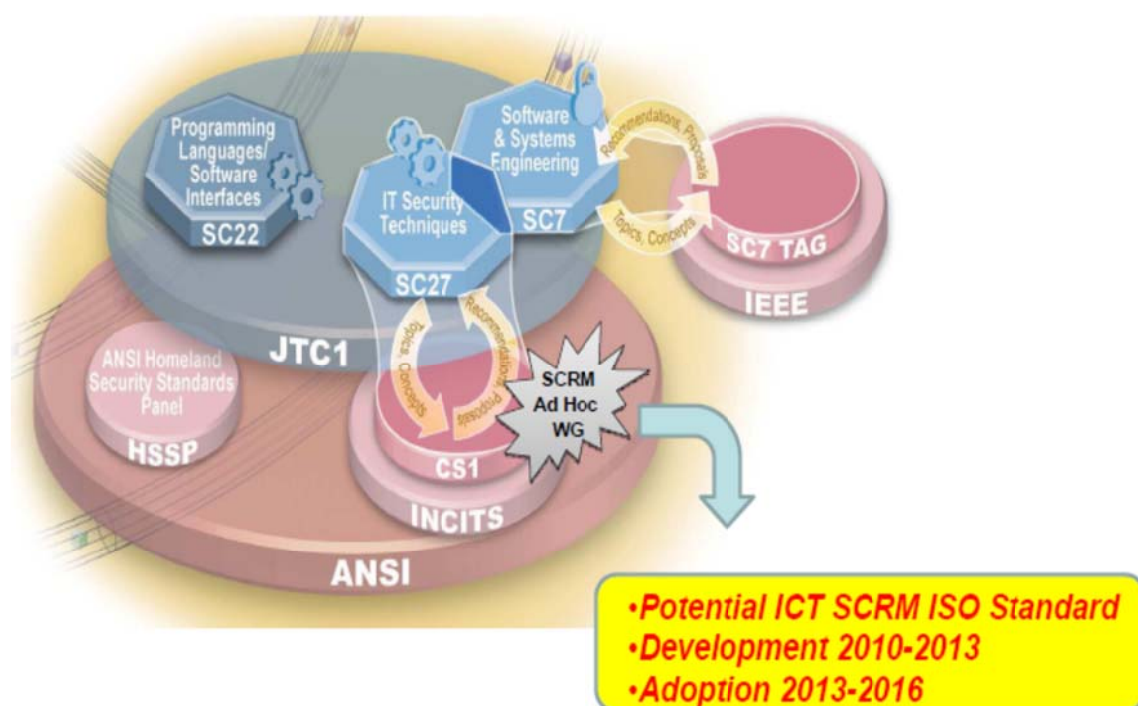 Programming
Languages/
Software
Interfaces
SC22
Software
& Systems
Engineering
SC7
IT Security
Techniques
SC27
Recommendations, Proposals
Topics, Concepts
SC7 TAG
IEEE
JTC1
Topics, Concepts
Recommendations, Proposals
ANSI Homeland
Security Standards
Panel
HSSP
SCRM
Ad Hoc
WG
CS1
INCITS
ANSI
•Potential ICT SCRM ISO Standard
•Development 2010-2013
•Adoption 2013-2016